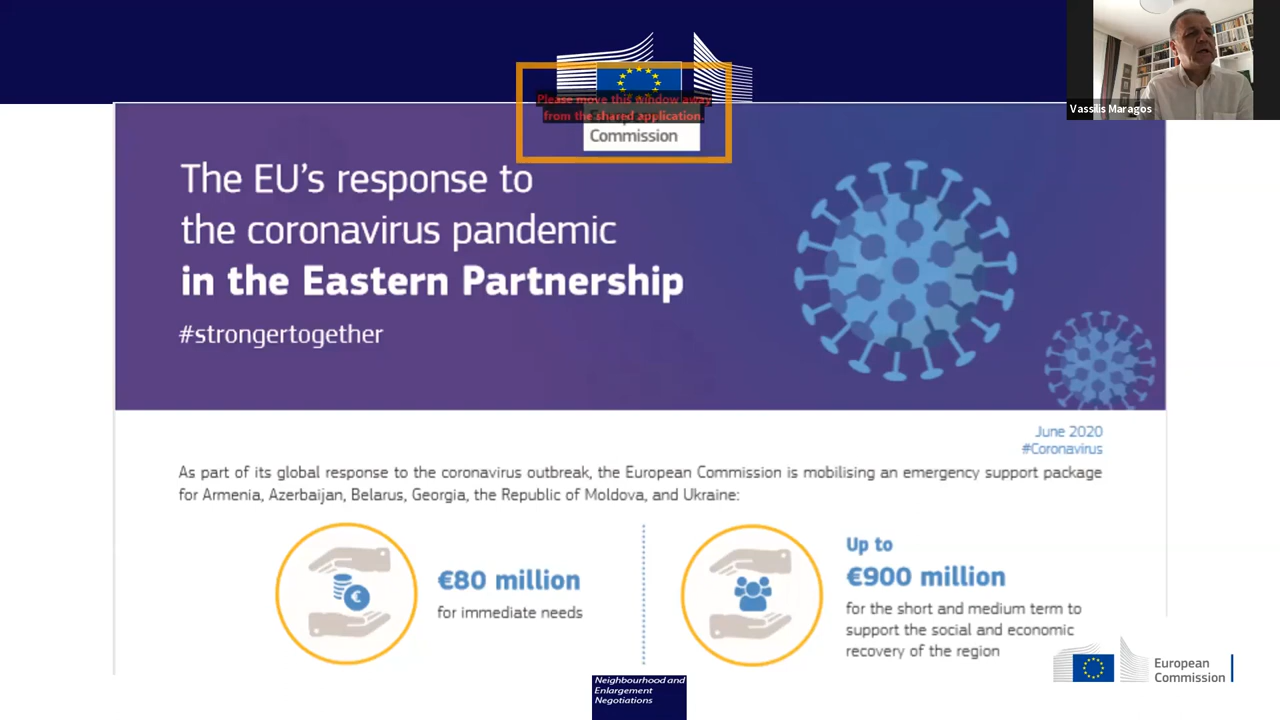 Please move this window away
from the shared application.
Commission
Vassilis Maragos
The EU's response to
the coronavirus pandemic
in the Eastern Partnership
#strongertogether
June 2020
#Coronavirus
As part of its global response to the coronavirus outbreak, the European Commission is mobilising an emergency support package
for Armenia, Azerbaijan, Belarus, Georgia, the Republic of Moldova, and Ukraine:
€80 million
for immediate needs
Up to
€900 million
for the short and medium term to
support the social and economic
recovery of the region
European
Commission
Neighbourhood and
Enlargement
Negotiations